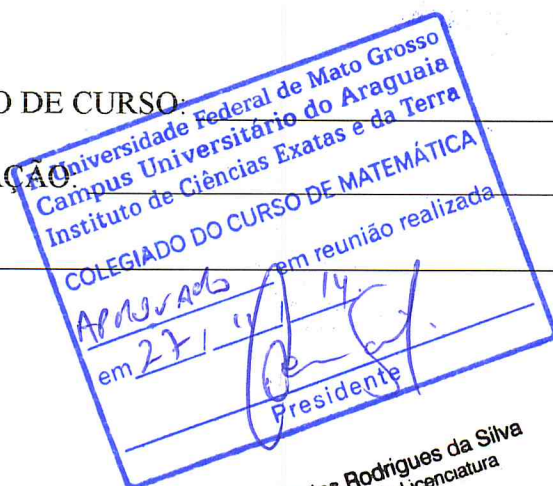 O DE CURSO:
AÇÃO:
Universidade Federal de Mato Grosso
Campus Universitário do Araguaia
Instituto de Ciências Exatas e da Terra
COLEGIADO DO CURSO DE MATEMÁTICA
Aprovado em reunião realizada
em 27/11/14.
Presidente
Rodrigues da Silva
Licenciatura